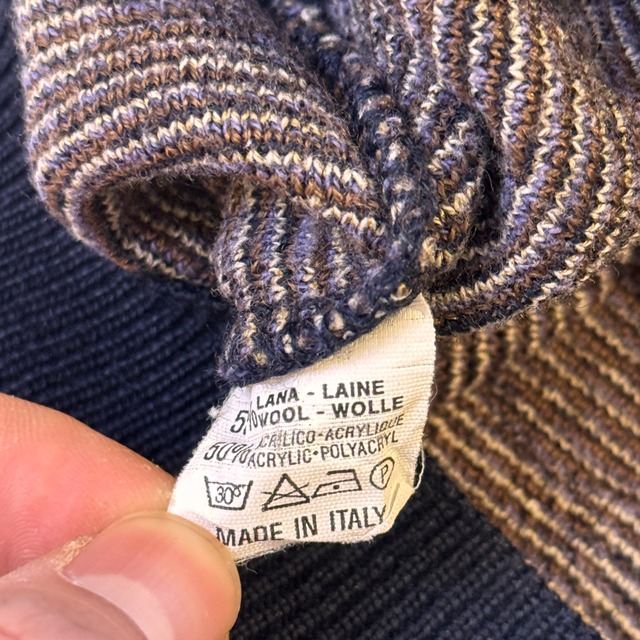 LANA - LAINE
WOOL - WOLLE
ACRILICO-ACRYLIQUE
50% ACRYLIC•POLYACRYL
30° P
MADE IN ITALY